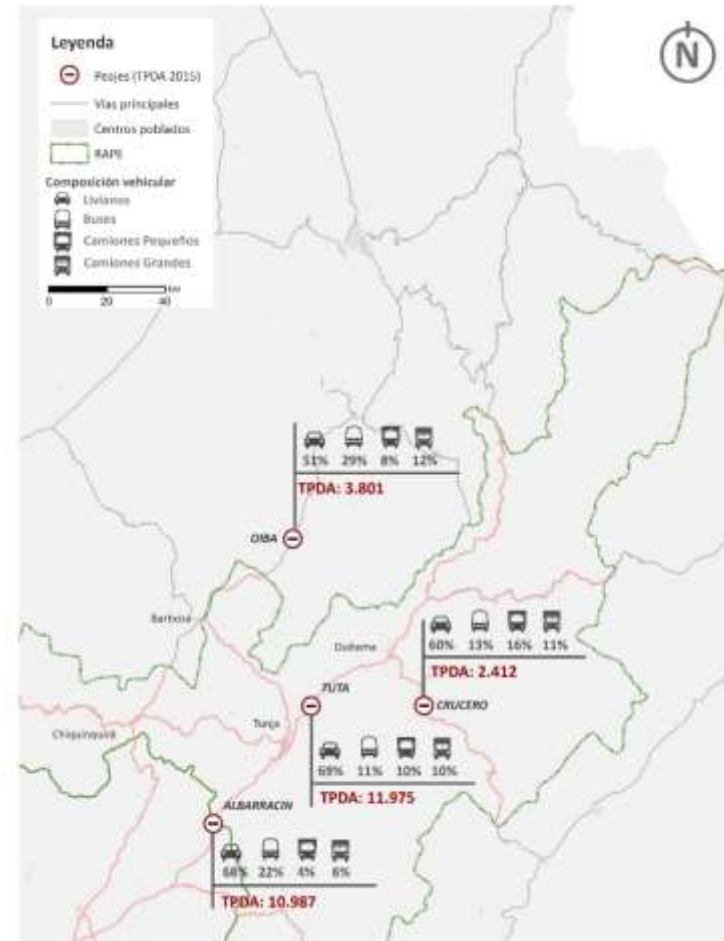 Leyenda
Peajes (TPDA 2015)
Vías principales
Centros poblados
RAPE
Composición vehicular
Livianos
Buses
Camiones Pequeños
Camiones Grandes
Km
0 20 40
N
51% 29% 8% 12%
TPDA: 3.801
OIBA
Barbosa
Duitama
60% 13% 16% 11%
TPDA: 2.412
CRUCERO
TUTA
Tunja
Chiquinquirá
69% 11% 10% 10%
TPDA: 11.975
ALBARRACIN
68% 22% 4% 6%
TPDA: 10.987